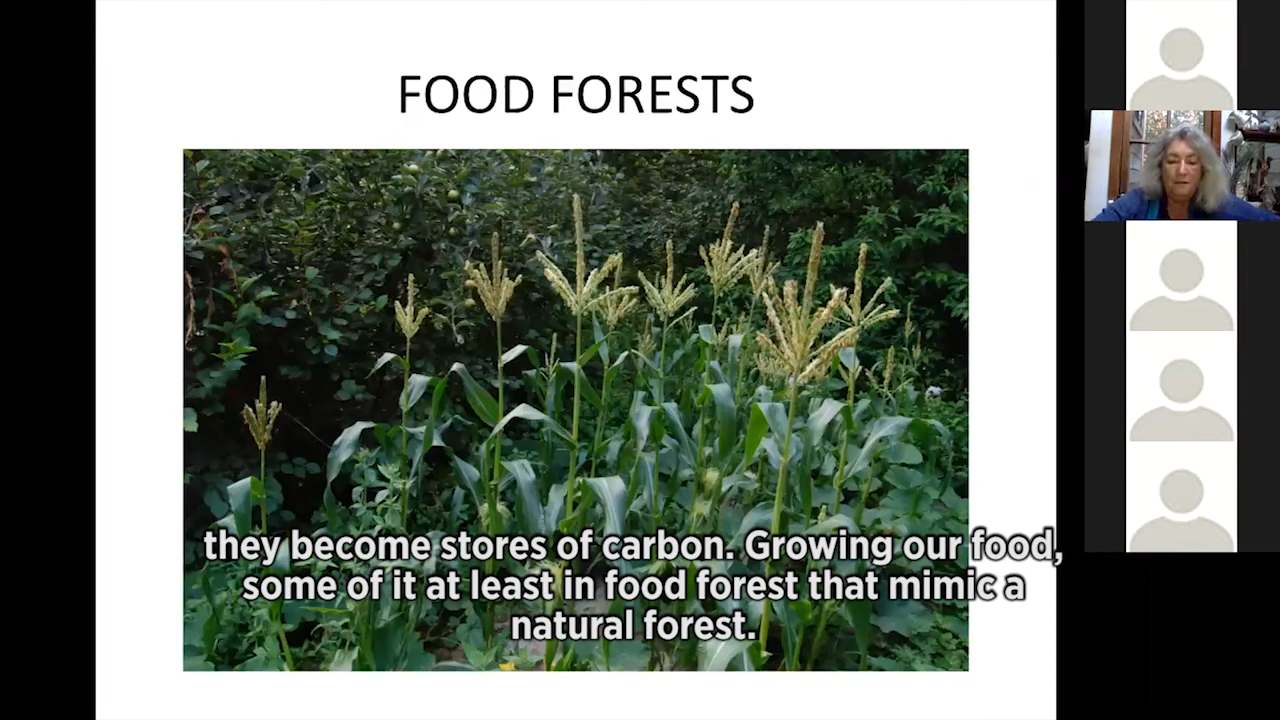 FOOD FORESTS
they become stores of carbon. Growing our food,
some of it at least in food forest that mimic a
natural forest.